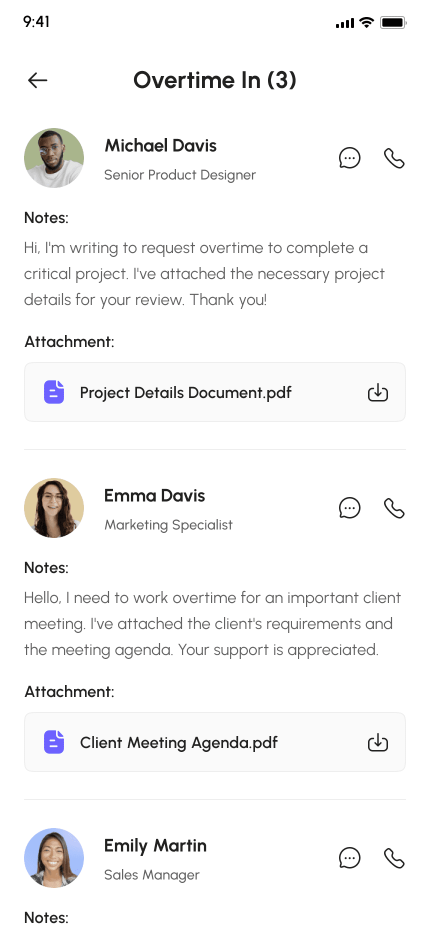 9:41
Overtime In (3)
Michael Davis
Senior Product Designer
Notes:
Hi, I'm writing to request overtime to complete a
critical project. I've attached the necessary project
details for your review. Thank you!
Attachment:
Project Details Document.pdf
Emma Davis
Marketing Specialist
Notes:
Hello, I need to work overtime for an important client
meeting. I've attached the client's requirements and
the meeting agenda. Your support is appreciated.
Attachment:
Client Meeting Agenda.pdf
Emily Martin
Sales Manager
Notes: